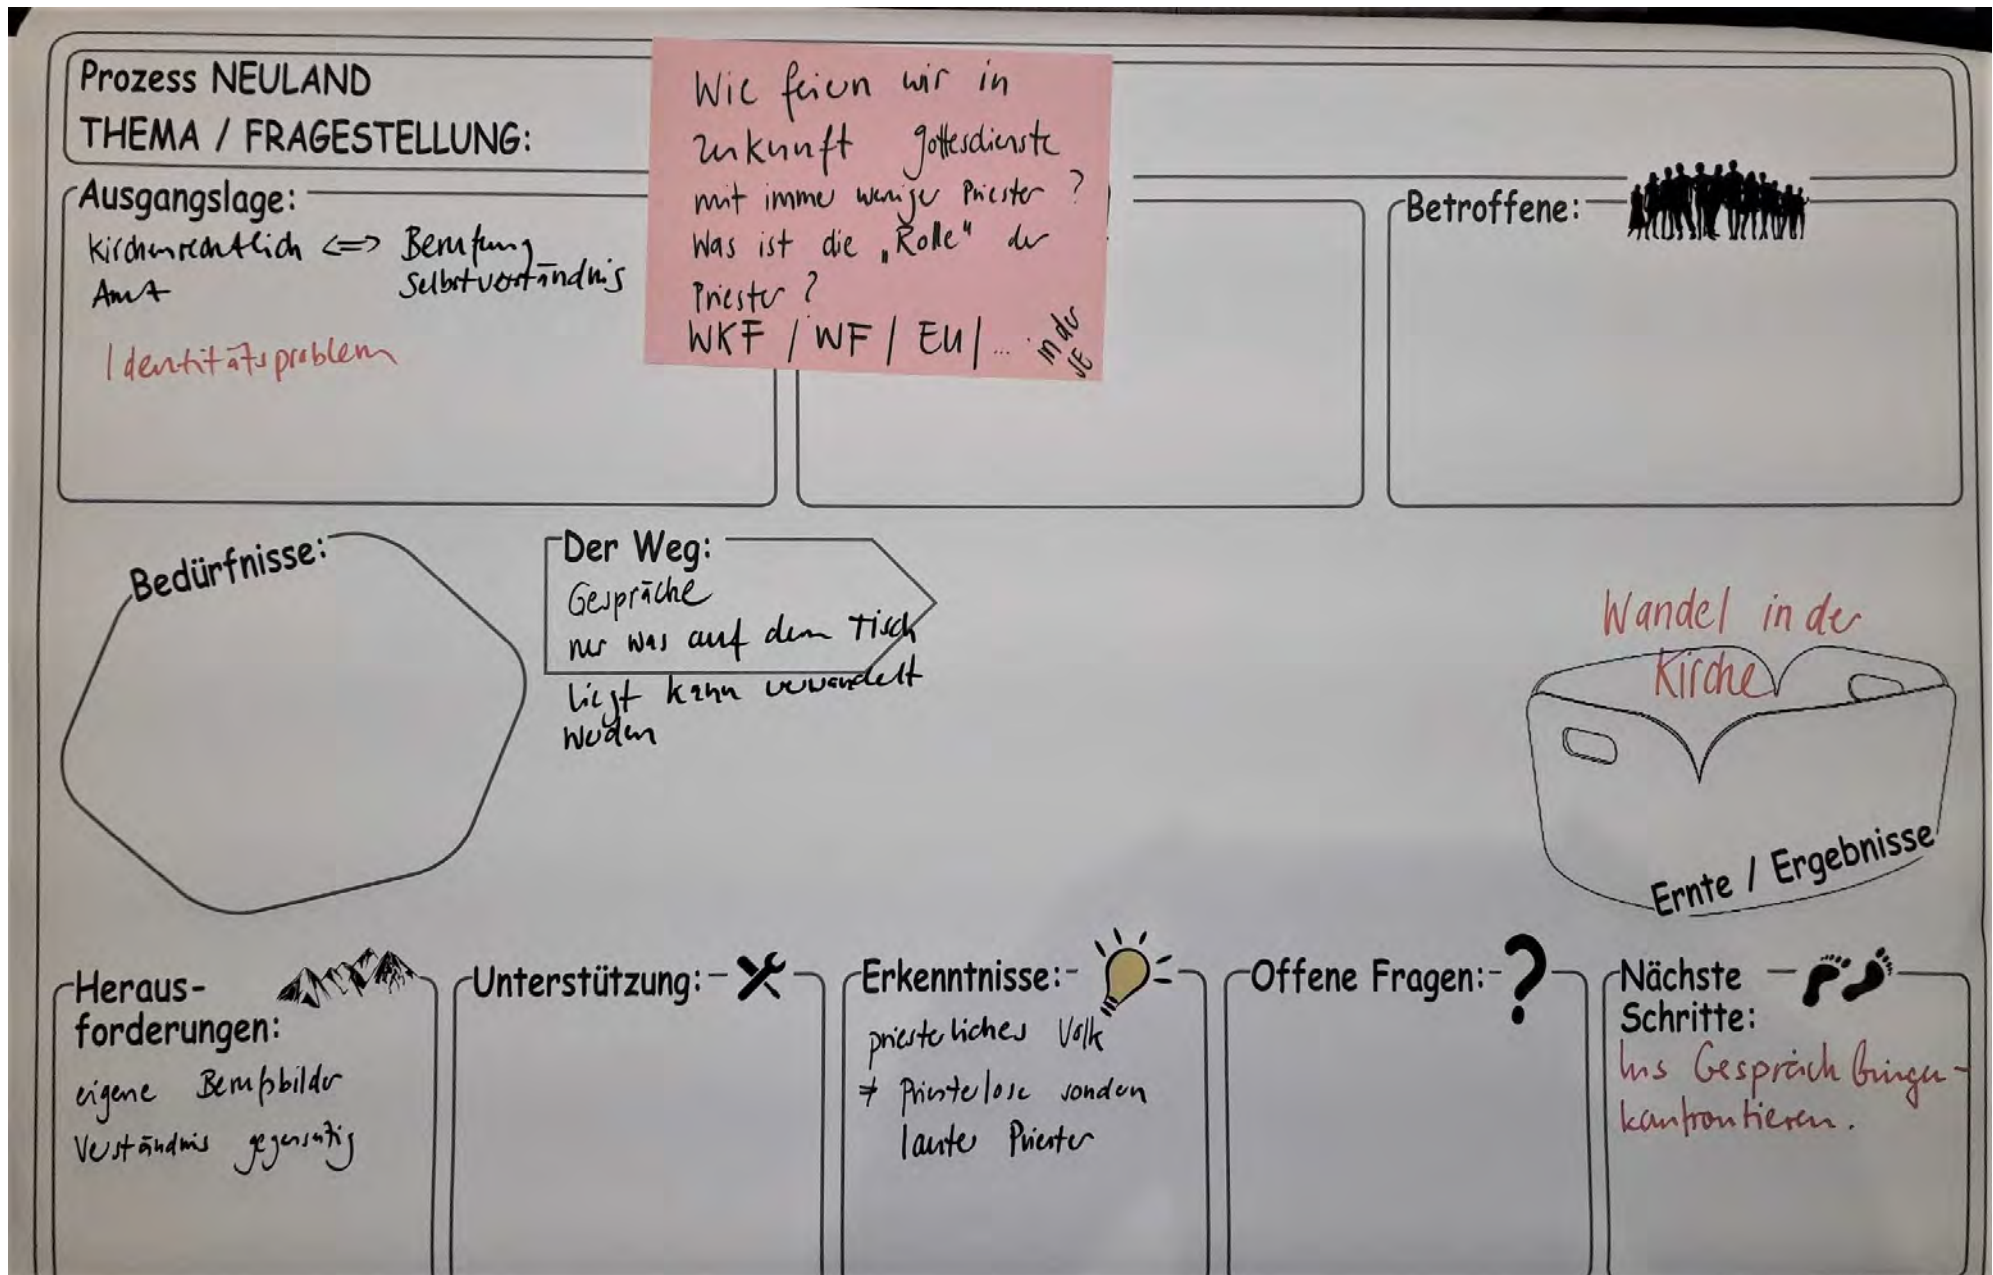 Prozess NEULAND
THEMA / FRAGESTELLUNG:
Wie feiern wir in
Zukunft Gottesdienste
mit immer weniger Priester ?
Was ist die „Rolle" der
Priester ?
WKF / WF / EU / ... in der
SE
Ausgangslage:
Kirchenrechtlich <=> Berufung
Amt Selbstverständnis
Identitätsproblem
Betroffene:
Bedürfnisse:
Der Weg:
Gespräche
nur was auf dem Tisch
liegt kann verwandelt
werden
Wandel in der
Kirche
Ernte / Ergebnisse
Heraus-
forderungen:
eigene Berufsbilder
Verständnis gegenseitig
Unterstützung:
Erkenntnisse:
priesterliches Volk
≠ Priesterlose sondern
lauter Priester
Offene Fragen:
?
Nächste
Schritte:
Ins Gespräch bringen -
konfrontieren.